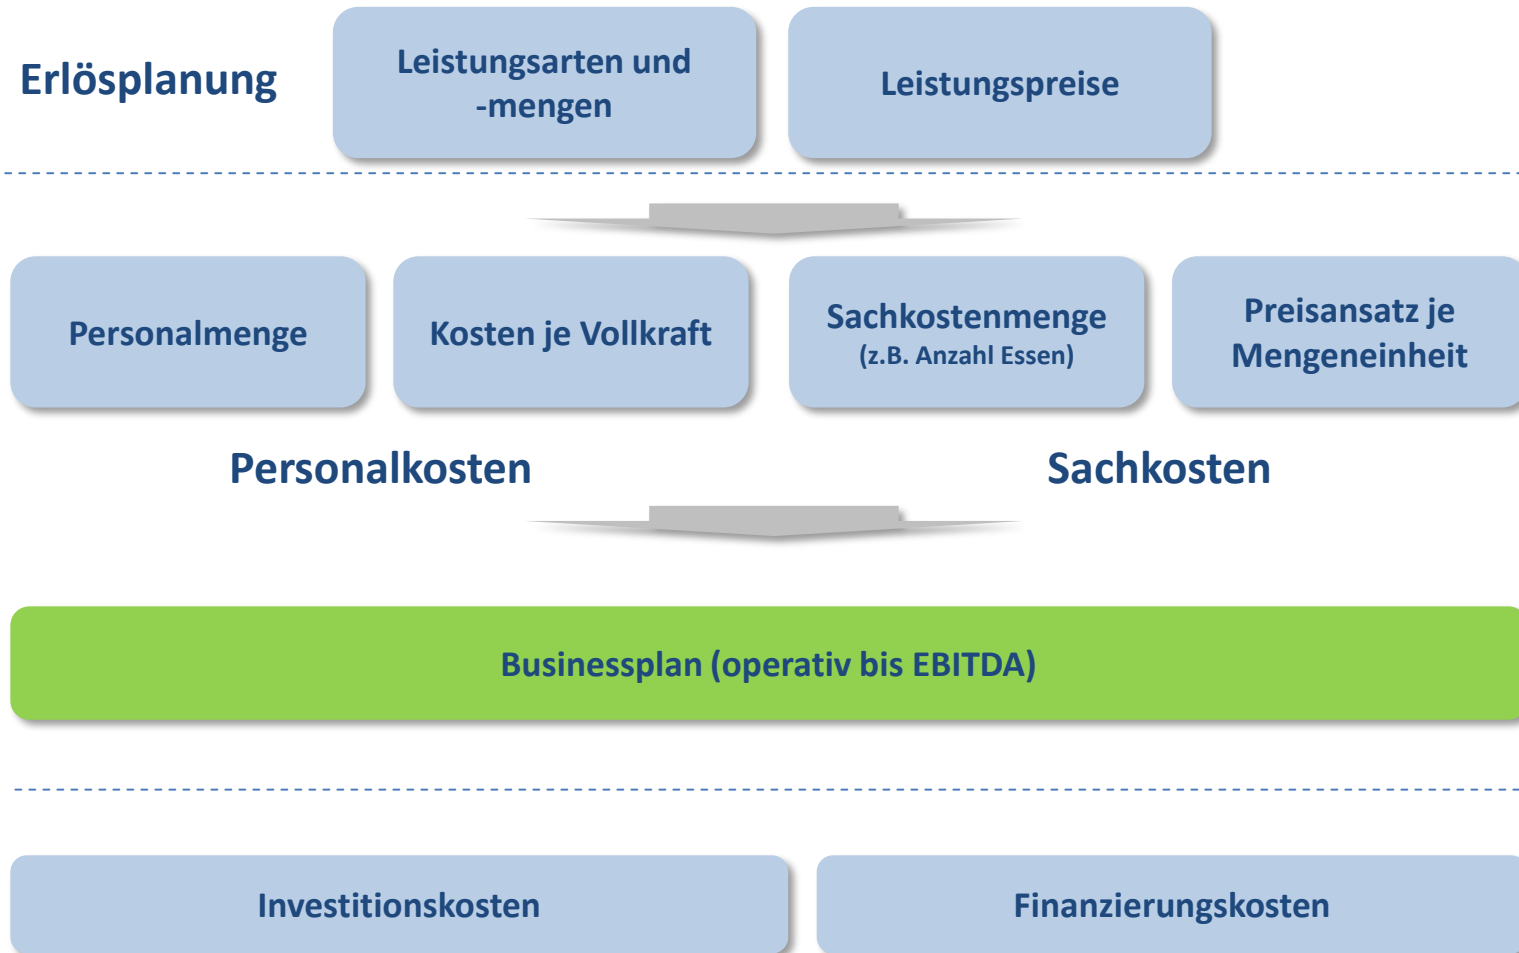 Erlösplanung
Leistungsarten und
-mengen
Leistungspreise
Personalmenge
Kosten je Vollkraft
Sachkostenmenge
(z.B. Anzahl Essen)
Preisansatz je
Mengeneinheit
Personalkosten
Sachkosten
Businessplan (operativ bis EBITDA)
Investitionskosten
Finanzierungskosten